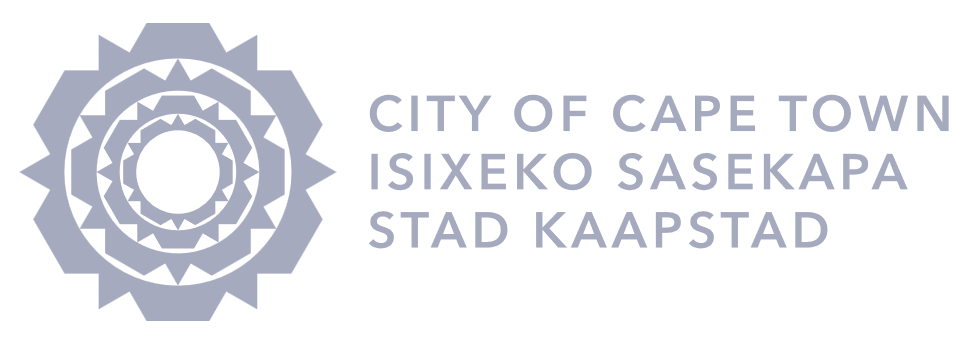 CITY OF CAPE TOWN
ISIXEKO SASEKAPA
STAD KAAPSTAD